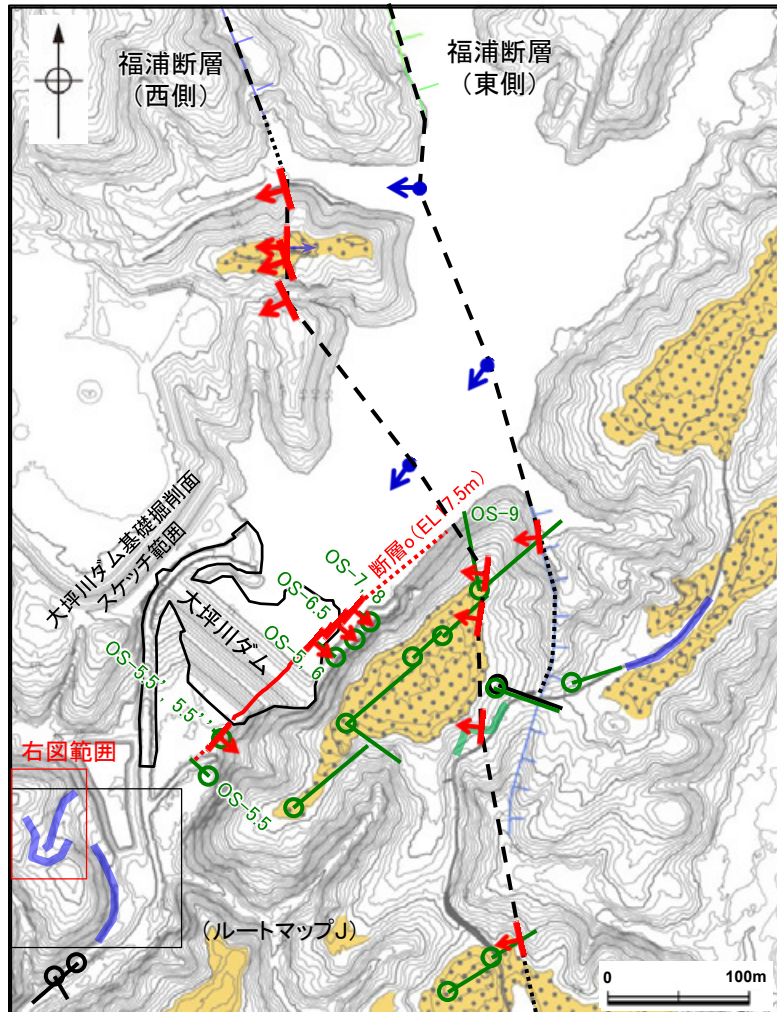 福浦断層
（西側）
福浦断層
（東側）
OS-9
断層o(EL17.5m)
大坪川ダム基礎掘削面
スケッチ範囲
OS-7, 8
OS-6.5
OS-5, 6
大坪川ダム
OS-5.5', 5.5''
OS-5.5
右図範囲
(ルートマップJ)
0 100m